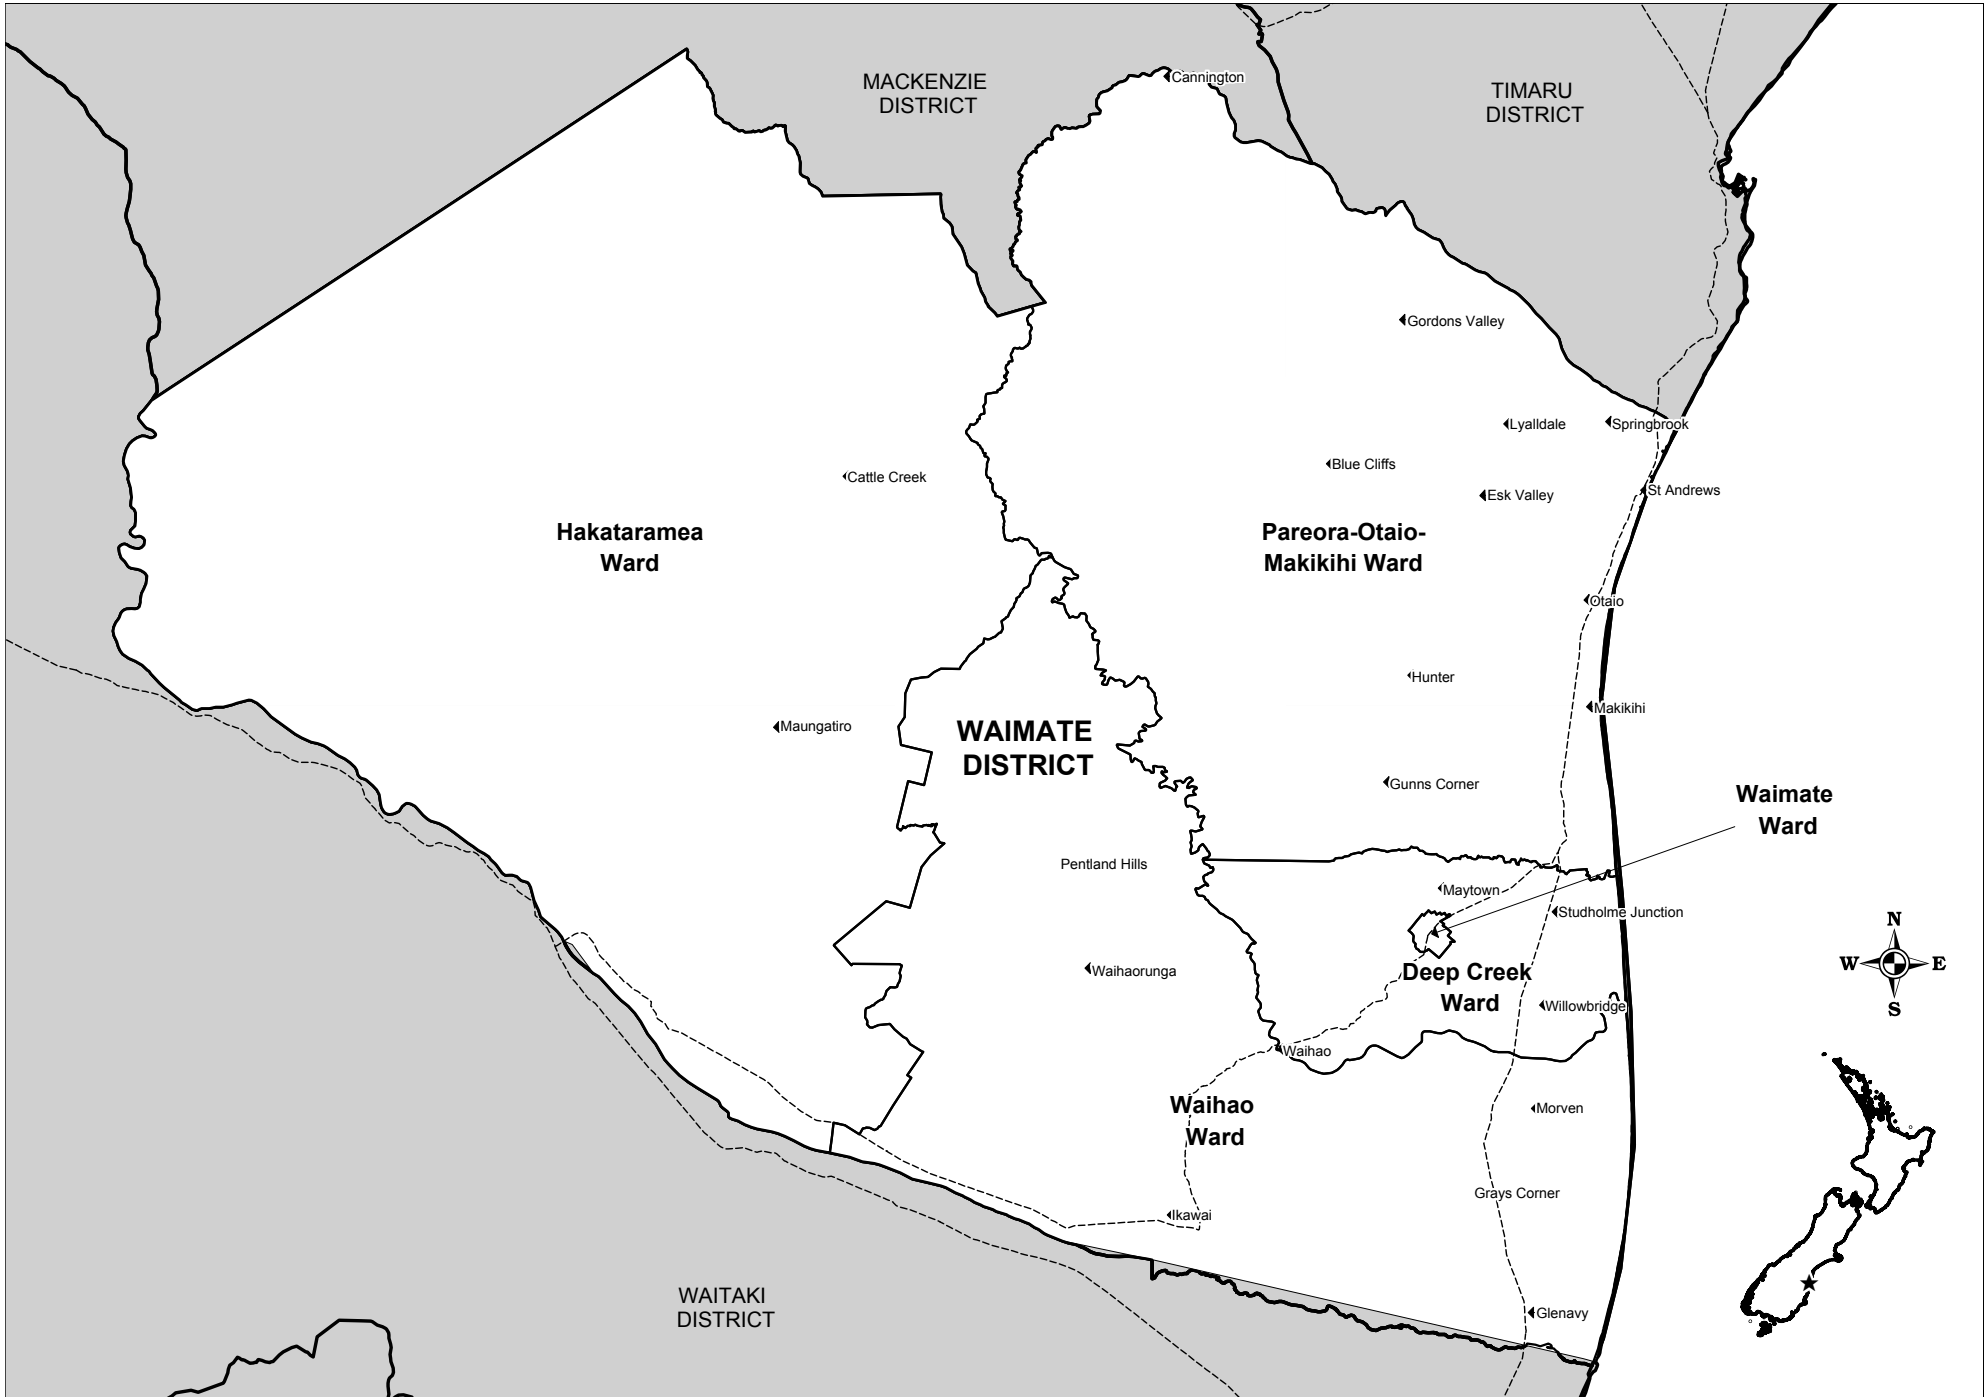 Cannington
MACKENZIE
DISTRICT
TIMARU
DISTRICT
Gordons Valley
Lyalldale
Springbrook
Blue Cliffs
Cattle Creek
Esk Valley
St Andrews
Hakataramea
Ward
Pareora-Otaio-
Makikihi Ward
Otaio
Hunter
Makikihi
Maungatiro
WAIMATE
DISTRICT
Gunns Corner
Waimate
Ward
Pentland Hills
Maytown
Studholme Junction
N
W
E
S
Waihaorunga
Deep Creek
Ward
Willowbridge
Waihao
Waihao
Ward
Morven
Grays Corner
Ikawai
WAITAKI
DISTRICT
Glenavy